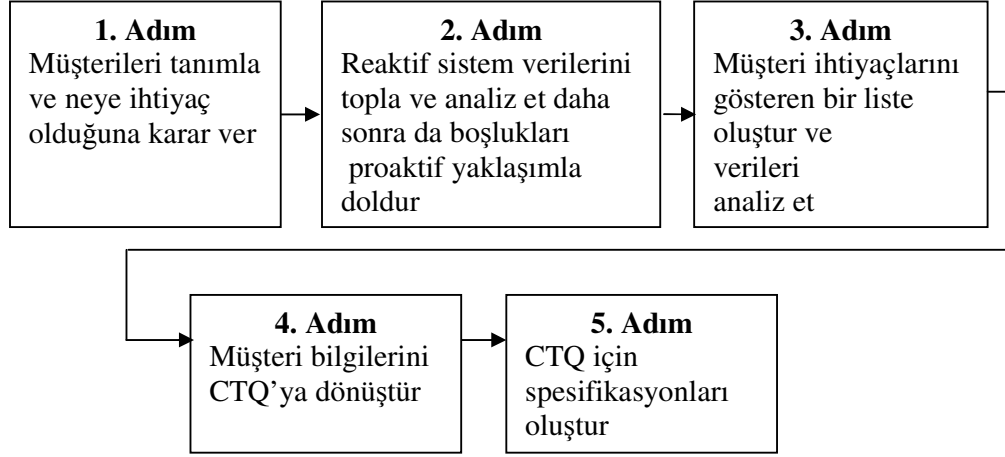 1. Adım
Müşterileri tanımla
ve neye ihtiyaç
olduğuna karar ver
2. Adım
Reaktif sistem verilerini
topla ve analiz et daha
sonra da boşlukları
proaktif yaklaşımla
doldur
3. Adım
Müşteri ihtiyaçlarını
gösteren bir liste
oluştur ve
verileri
analiz et
4. Adım
Müşteri bilgilerini
CTQ’ya dönüştür
5. Adım
CTQ için
spesifikasyonları
oluştur